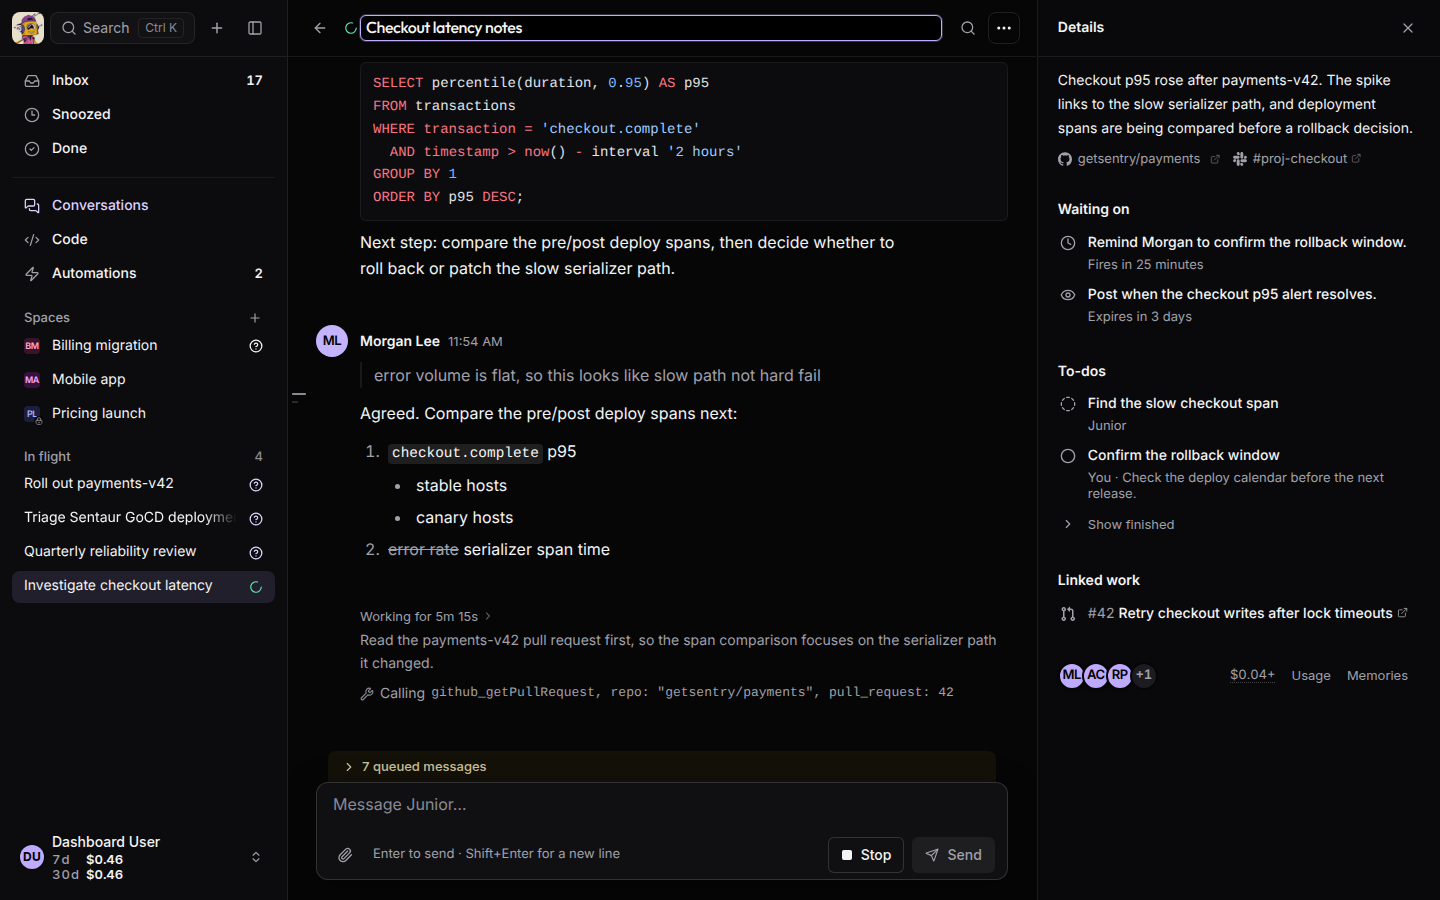 Search Ctrl K
Inbox 17
Snoozed
Done
Conversations
Code
Automations 2
Spaces
BM Billing migration
MA Mobile app
PL Pricing launch
In flight 4
Roll out payments-v42
Triage Sentaur GoCD deployme
Quarterly reliability review
Investigate checkout latency
DU Dashboard User
7d $0.46
30d $0.46
Checkout latency notes
SELECT percentile(duration, 0.95) AS p95
FROM transactions
WHERE transaction = 'checkout.complete'
AND timestamp > now() - interval '2 hours'
GROUP BY 1
ORDER BY p95 DESC;
Next step: compare the pre/post deploy spans, then decide whether to
roll back or patch the slow serializer path.
ML Morgan Lee 11:54 AM
error volume is flat, so this looks like slow path not hard fail
Agreed. Compare the pre/post deploy spans next:
1. checkout.complete p95
• stable hosts
• canary hosts
2. error rate serializer span time
Working for 5m 15s
Read the payments-v42 pull request first, so the span comparison focuses on the serializer path
it changed.
Calling github_getPullRequest, repo: "getsentry/payments", pull_request: 42
7 queued messages
Message Junior...
Enter to send · Shift+Enter for a new line
Stop
Send
Details
Checkout p95 rose after payments-v42. The spike
links to the slow serializer path, and deployment
spans are being compared before a rollback decision.
getsentry/payments #proj-checkout
Waiting on
Remind Morgan to confirm the rollback window.
Fires in 25 minutes
Post when the checkout p95 alert resolves.
Expires in 3 days
To-dos
Find the slow checkout span
Junior
Confirm the rollback window
You · Check the deploy calendar before the next
release.
Show finished
Linked work
#42 Retry checkout writes after lock timeouts
ML AC RP +1 $0.04+ Usage Memories